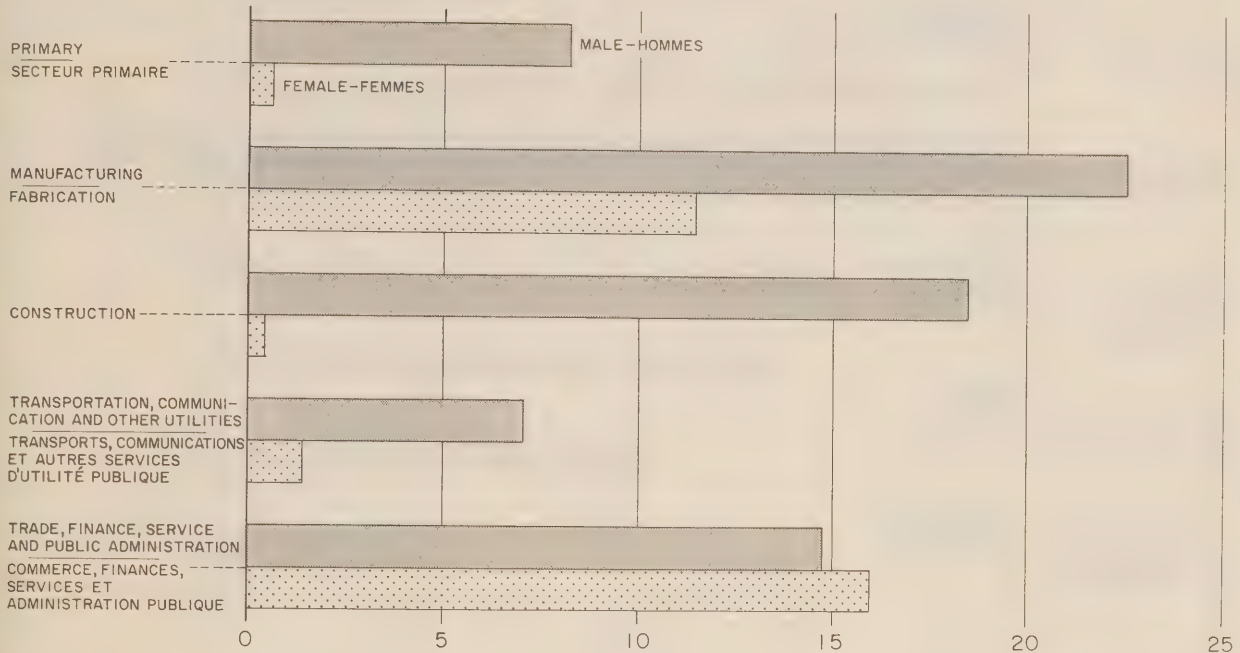 PRIMARY
SECTEUR PRIMAIRE
MALE-HOMMES
FEMALE-FEMMES
MANUFACTURING
FABRICATION
CONSTRUCTION
TRANSPORTATION, COMMUNI-
CATION AND OTHER UTILITIES
TRANSPORTS, COMMUNICATIONS
ET AUTRES SERVICES
D'UTILITÉ PUBLIQUE
TRADE, FINANCE, SERVICE
AND PUBLIC ADMINISTRATION
COMMERCE, FINANCES,
SERVICES ET
ADMINISTRATION PUBLIQUE
0 5 10 15 20 25